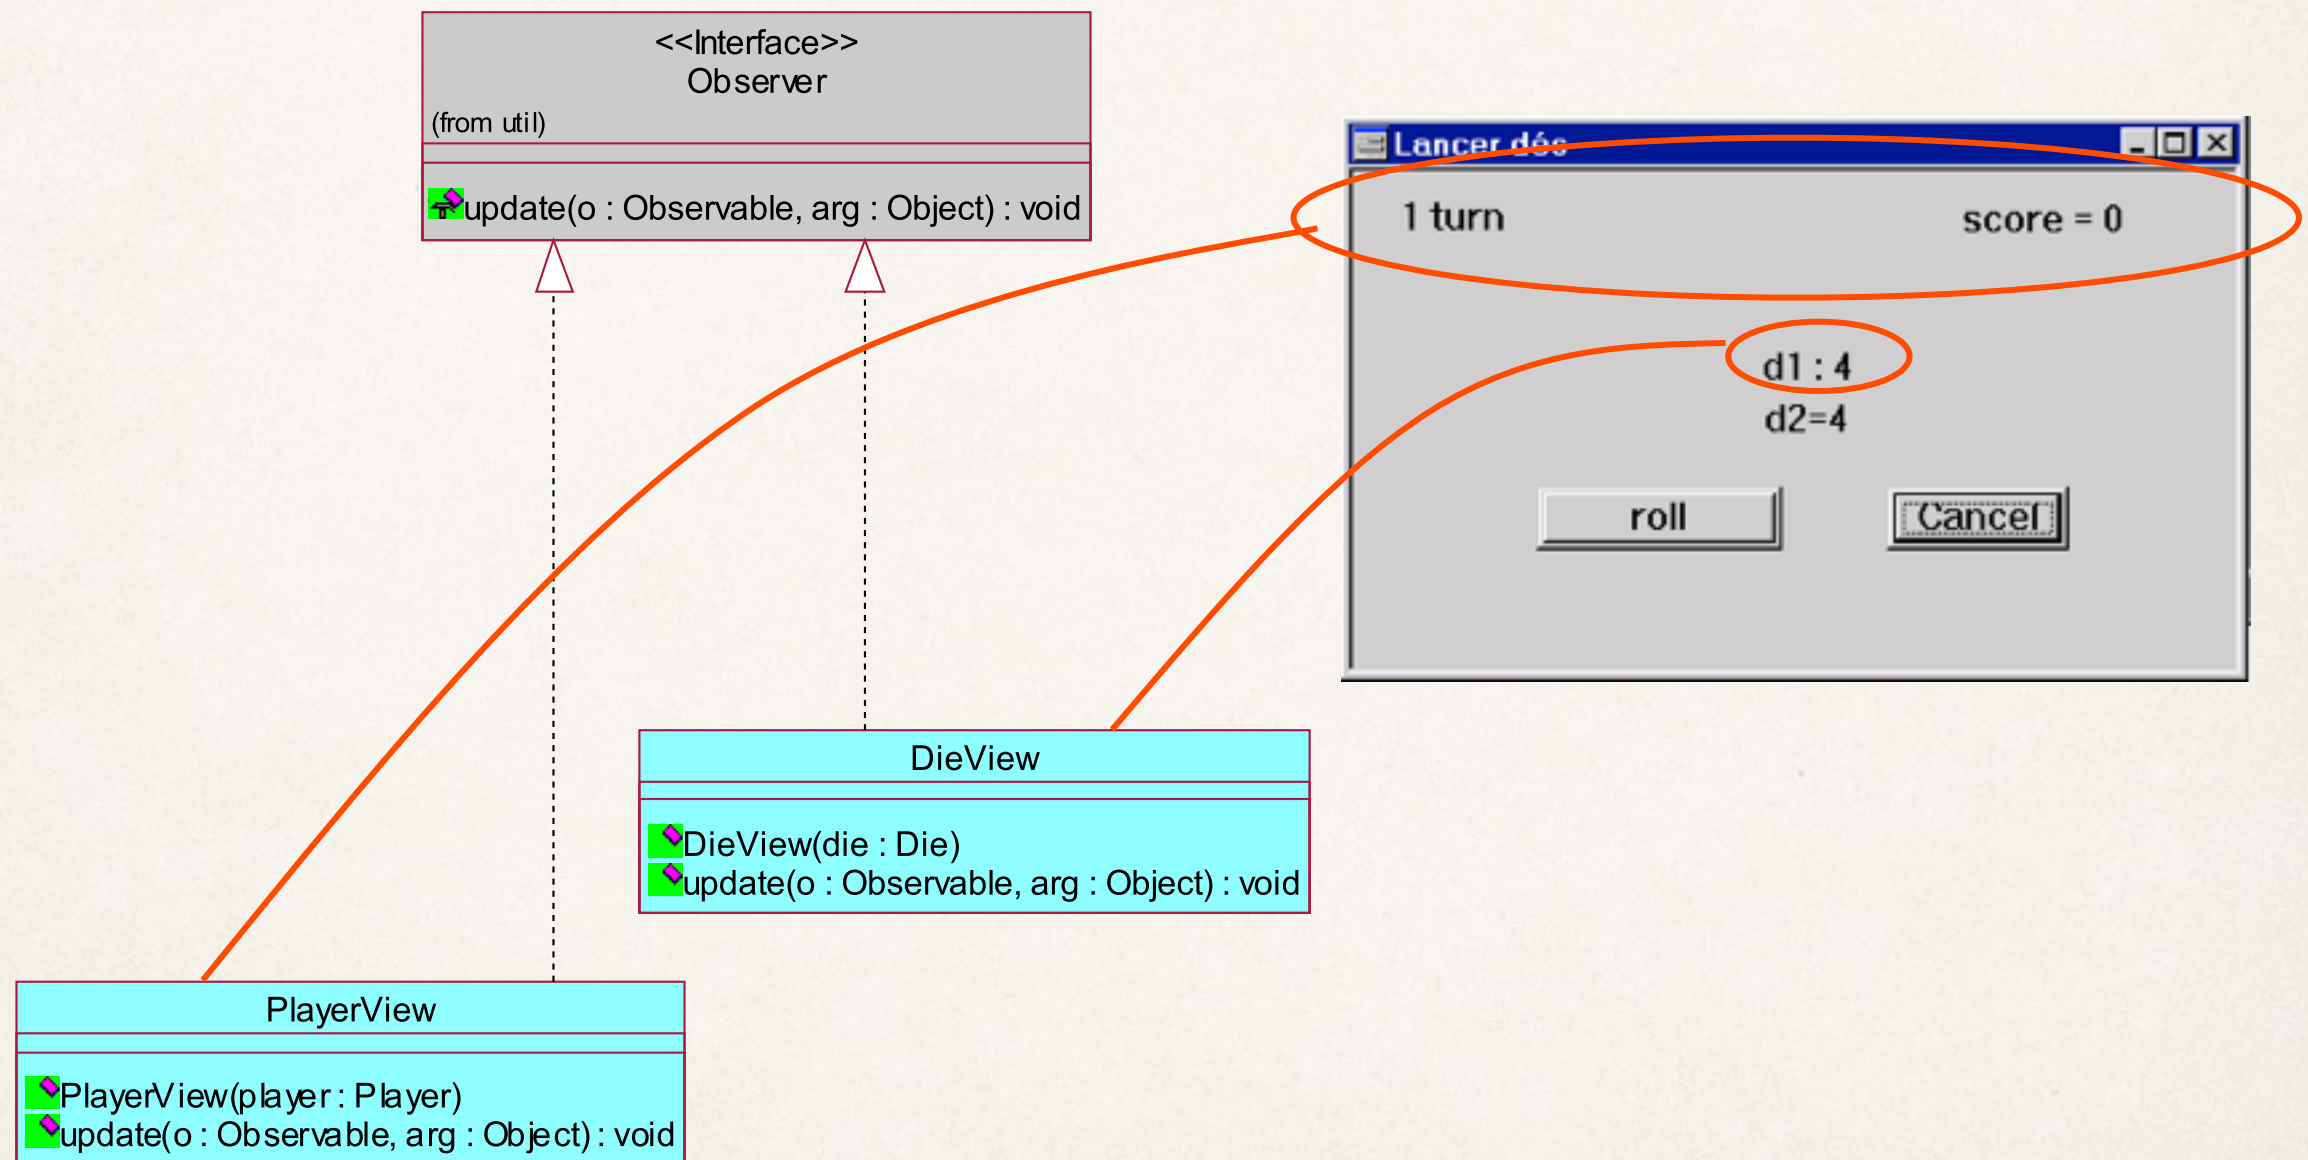 <<Interface>>
Observer
(from util)
update(o : Observable, arg : Object) : void
Lancer dés
1 turn
score = 0
d1 : 4
d2=4
roll
Cancel
DieView
DieView(die : Die)
update(o : Observable, arg : Object) : void
PlayerView
PlayerView(player : Player)
update(o : Observable, arg : Object) : void